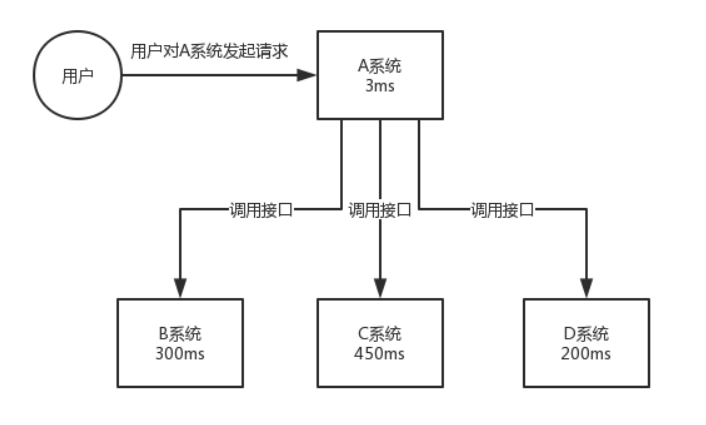 用户
用户对A系统发起请求
A系统
3ms
调用接口
调用接口
调用接口
B系统
300ms
C系统
450ms
D系统
200ms